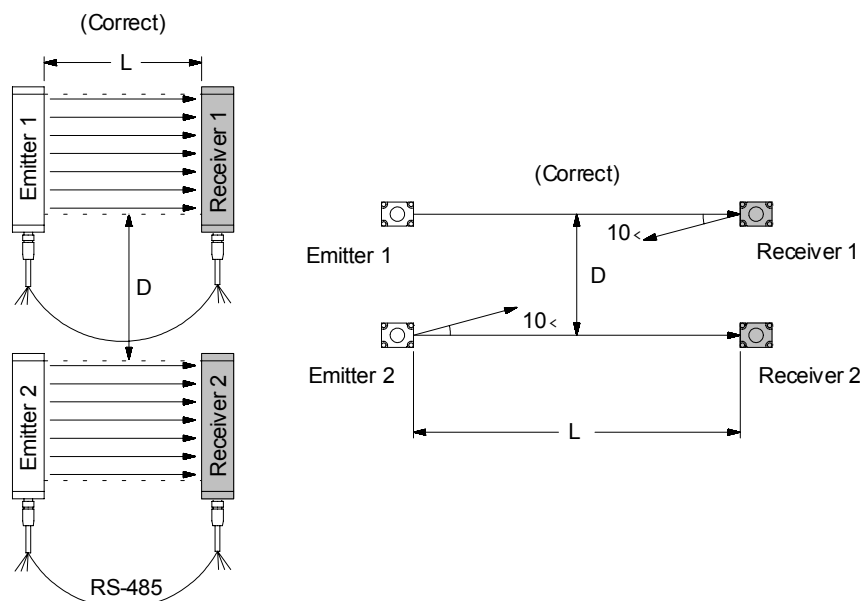 (Correct)
L
Emitter 1
Receiver 1
D
Emitter 2
Receiver 2
RS-485
(Correct)
10<
Emitter 1
Receiver 1
D
10<
Emitter 2
Receiver 2
L